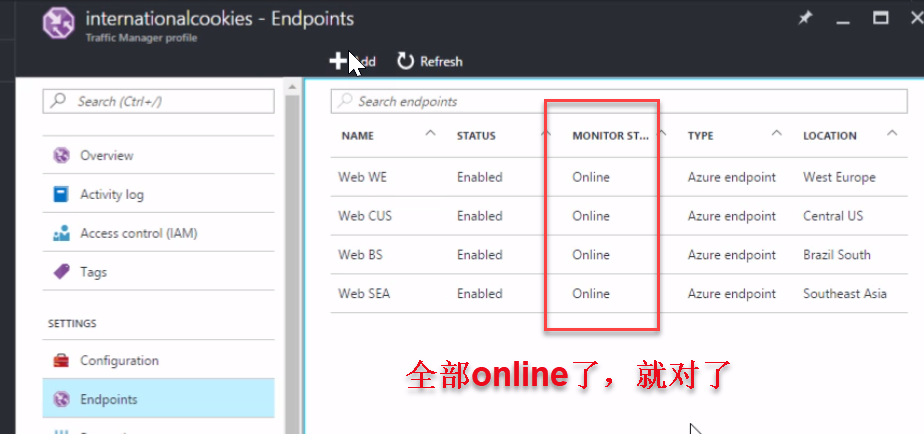 internationalcookies - Endpoints
Traffic Manager profile
Add Refresh
Search (Ctrl+/)
Search endpoints
NAME STATUS MONITOR ST... TYPE LOCATION
Overview
Web WE Enabled Online Azure endpoint West Europe
Activity log
Web CUS Enabled Online Azure endpoint Central US
Access control (IAM)
Web BS Enabled Online Azure endpoint Brazil South
Tags
Web SEA Enabled Online Azure endpoint Southeast Asia
SETTINGS
Configuration
全部online了，就对了
Endpoints